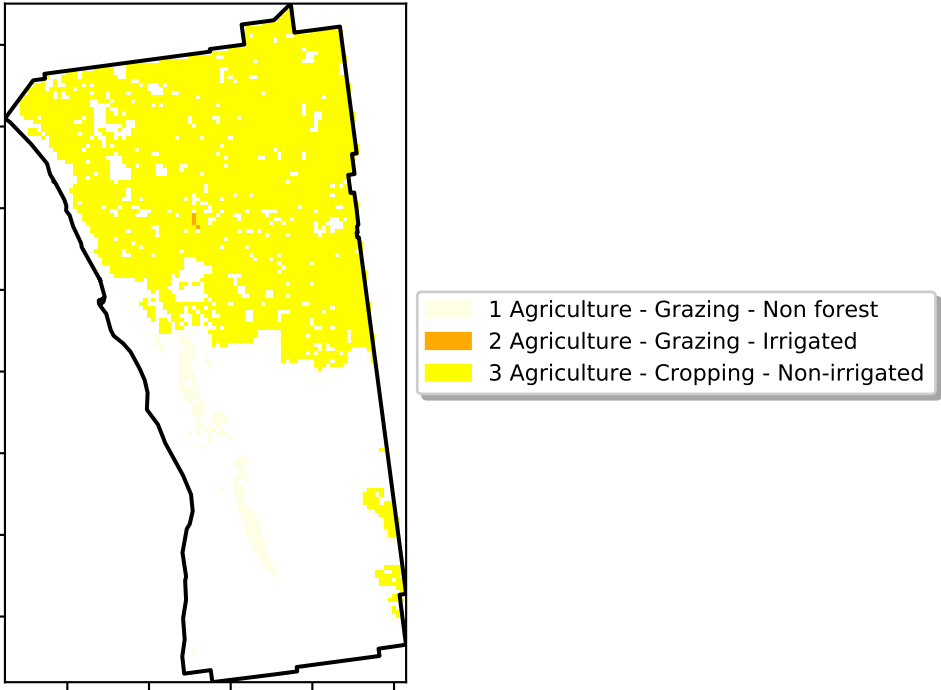 1 Agriculture - Grazing - Non forest
2 Agriculture - Grazing - Irrigated
3 Agriculture - Cropping - Non-irrigated